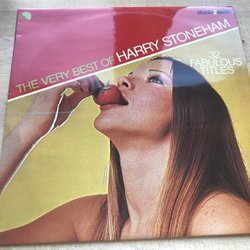 THE VERY BEST OF HARRY STONEHAM
32
FABULOUS
TITLES